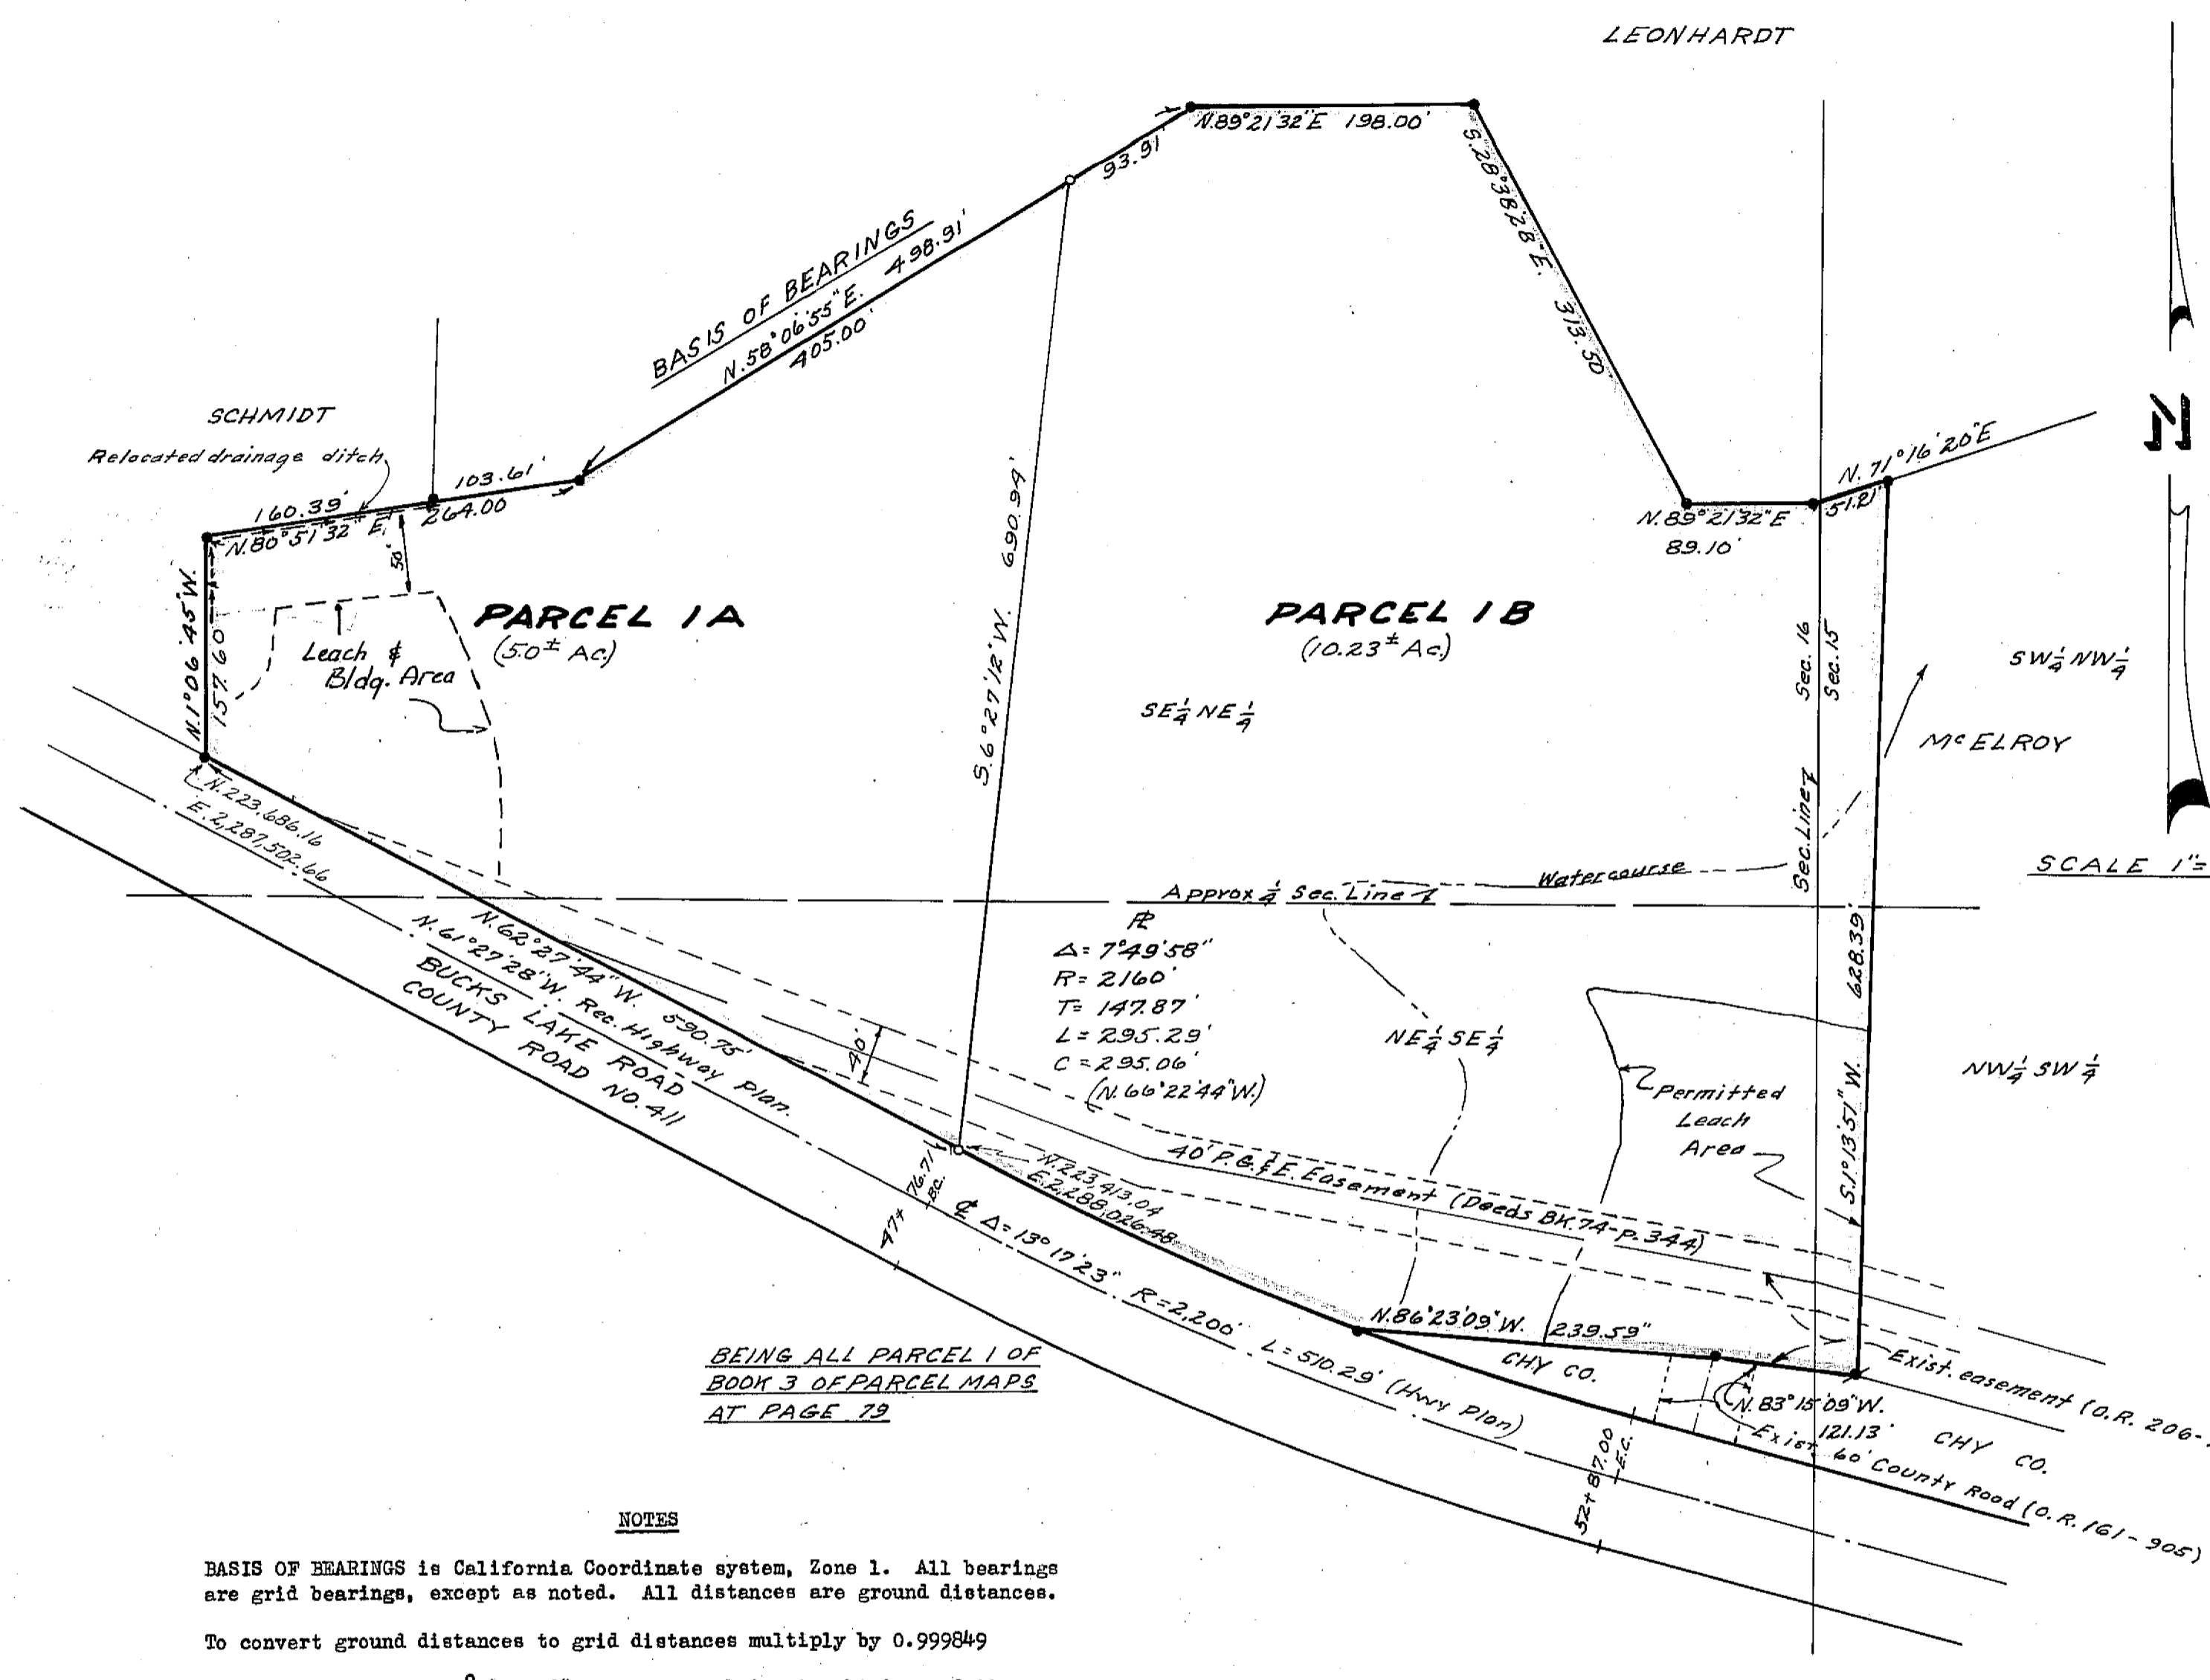 LEONHARDT
N.89°21'32"E 198.00'
93.91'
S.28°38'28"E. 313.50'
BASIS OF BEARINGS
498.91'
N.58°06'55"E.
405.00'
SCHMIDT
Relocated drainage ditch
103.61'
160.39'
264.00
N.80°51'32" E.
50'
N.71°16'20"E
51.21'
N.89°21'32"E
89.10'
N
N.1°06'45"W.
157.60
PARCEL 1A
(5.0± Ac.)
Leach &
Bldg. Area
S.6°27'12"W. 690.94'
PARCEL 1B
(10.23± Ac.)
SE¼ NE¼
Sec. 16
Sec. 15
SW¼ NW¼
McELROY
Sec. Line
SCALE 1"=
N.223,686.16
E.2,287,502.66
Watercourse
Approx ¼ Sec. Line
PL
Δ= 7°49'58"
R= 2160'
T= 147.87'
L= 295.29'
C = 295.06'
(N.66°22'44"W.)
N.62°27'44"W. 590.75'
N.61°27'28"W. Rec. Highway Plan.
BUCKS LAKE ROAD
COUNTY ROAD NO. 411
40'
NE¼ SE¼
628.39'
S.1°13'51"W.
NW¼ SW¼
Permitted
Leach
Area
40' P.G.&E. Easement (Deeds BK.74-P.344)
N.223,413.04
E.2,288,026.48
47+76.71
B.C.
℄ Δ=13°17'23" R=2,200' L=510.29' (Hwy Plan)
N.86°23'09"W. 239.59"
CHY CO.
N.83°15'09"W.
121.13'
Exist. easement (O.R. 206-
CHY CO.
Exist. 60' County Road (O.R. 161-905)
52+87.00
E.C.
BEING ALL PARCEL 1 OF
BOOK 3 OF PARCEL MAPS
AT PAGE 79
NOTES
BASIS OF BEARINGS is California Coordinate system, Zone 1. All bearings
are grid bearings, except as noted. All distances are ground distances.
To convert ground distances to grid distances multiply by 0.999849